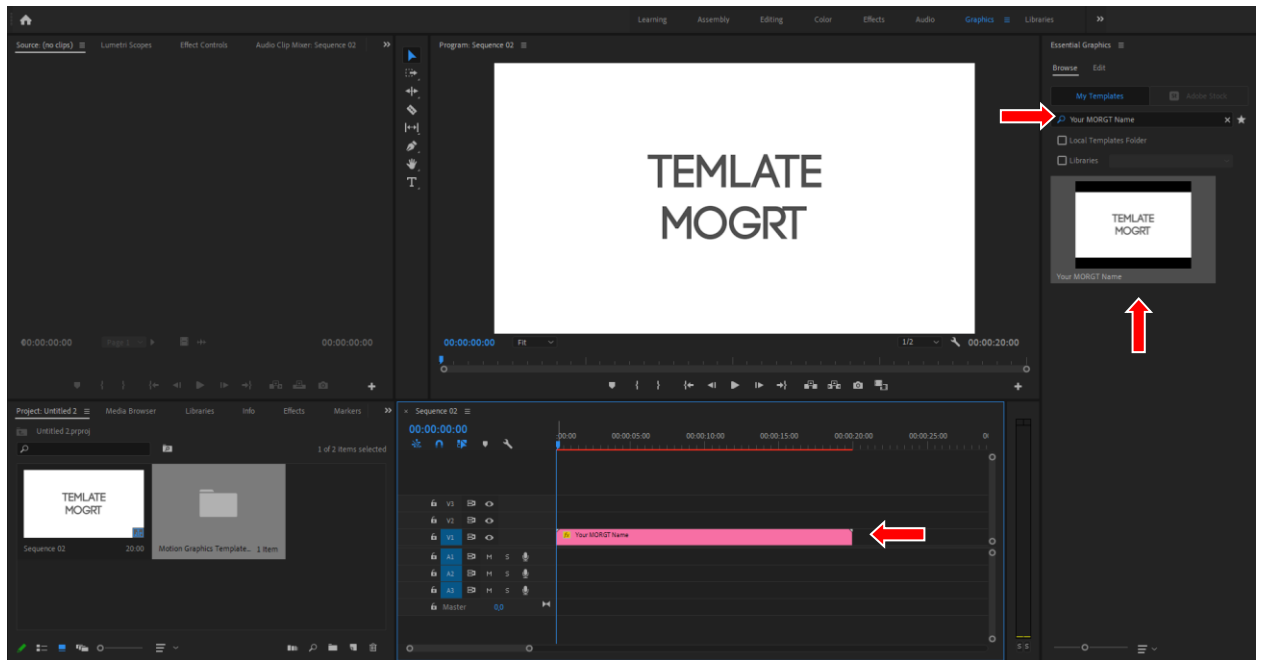 Learning Assembly Editing Color Effects Audio Graphics Libraries
Source: (no clips) Lumetri Scopes Effect Controls Audio Clip Mixer: Sequence 02
Program: Sequence 02
Essential Graphics
Browse Edit
My Templates Adobe Stock
Your MORGT Name
Local Templates Folder
Libraries
TEMLATE
MOGRT
TEMLATE
MOGRT
Your MORGT Name
T
00:00:00:00 Page 1 00:00:00:00
00:00:00:00 Fit 1/2 00:00:20:00
Project: Untitled 2 Media Browser Libraries Info Effects Markers
Untitled 2.prproj
1 of 2 Items selected
TEMLATE
MOGRT
Sequence 02 20:00
Motion Graphics Template.. 1 Item
Sequence 02
00:00:00:00
:00:00 00:00:05:00 00:00:10:00 00:00:15:00 00:00:20:00 00:00:25:00
V3
V2
V1
fx Your MORGT Name
A1 M S
A2 M S
A3 M S
Master 0,0
S S